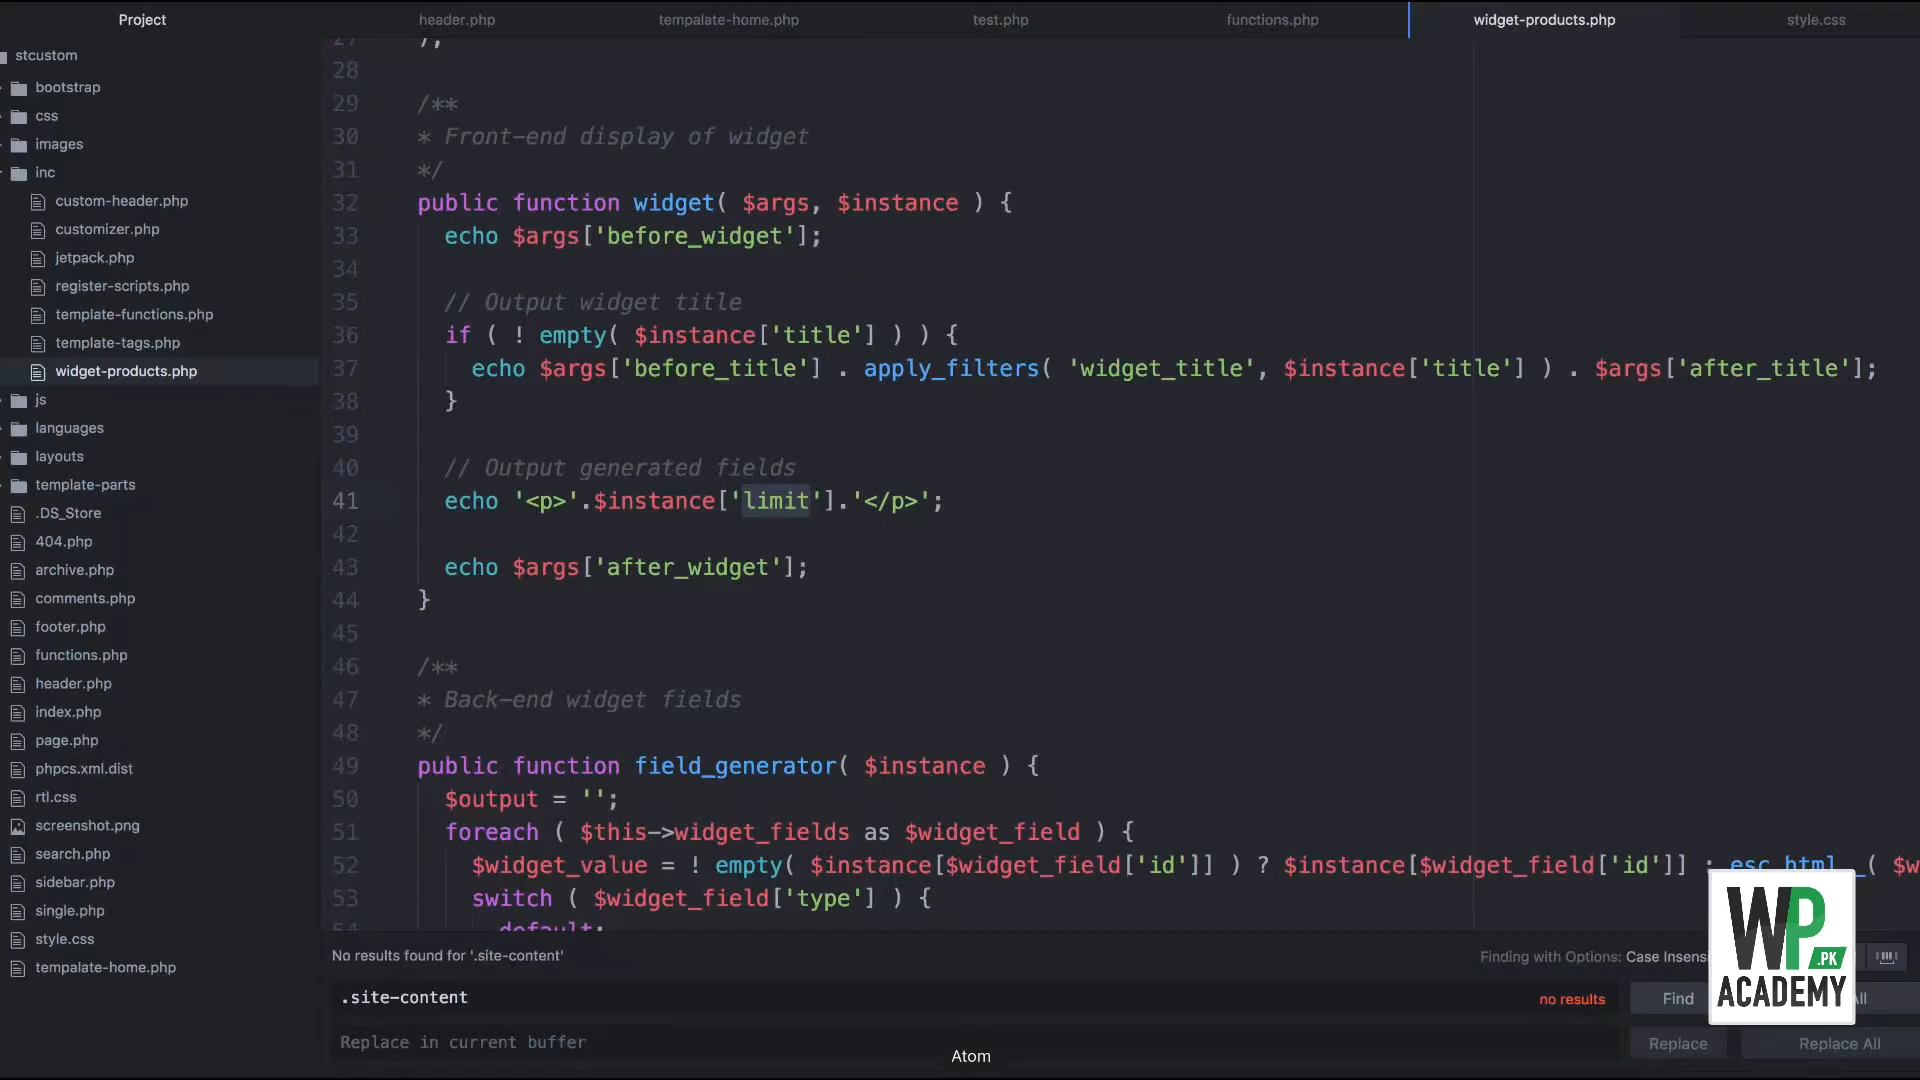 Project
header.php
tempalate-home.php
test.php
functions.php
widget-products.php
style.css
stcustom
bootstrap
css
images
inc
custom-header.php
customizer.php
jetpack.php
register-scripts.php
template-functions.php
template-tags.php
widget-products.php
js
languages
layouts
template-parts
.DS_Store
404.php
archive.php
comments.php
footer.php
functions.php
header.php
index.php
page.php
phpcs.xml.dist
rtl.css
screenshot.png
search.php
sidebar.php
single.php
style.css
tempalate-home.php
27 );
28
29 /**
30 * Front-end display of widget
31 */
32 public function widget( $args, $instance ) {
33 echo $args['before_widget'];
34
35 // Output widget title
36 if ( ! empty( $instance['title'] ) ) {
37 echo $args['before_title'] . apply_filters( 'widget_title', $instance['title'] ) . $args['after_title'];
38 }
39
40 // Output generated fields
41 echo '<p>'.$instance['limit'].'</p>';
42
43 echo $args['after_widget'];
44 }
45
46 /**
47 * Back-end widget fields
48 */
49 public function field_generator( $instance ) {
50 $output = '';
51 foreach ( $this->widget_fields as $widget_field ) {
52 $widget_value = ! empty( $instance[$widget_field['id']] ) ? $instance[$widget_field['id']] : esc_html__( $w
53 switch ( $widget_field['type'] ) {
54 default:
No results found for '.site-content'
Finding with Options: Case Insensi
.site-content
no results
Find
All
Replace in current buffer
Replace
Replace All
Atom
WP
.PK
ACADEMY